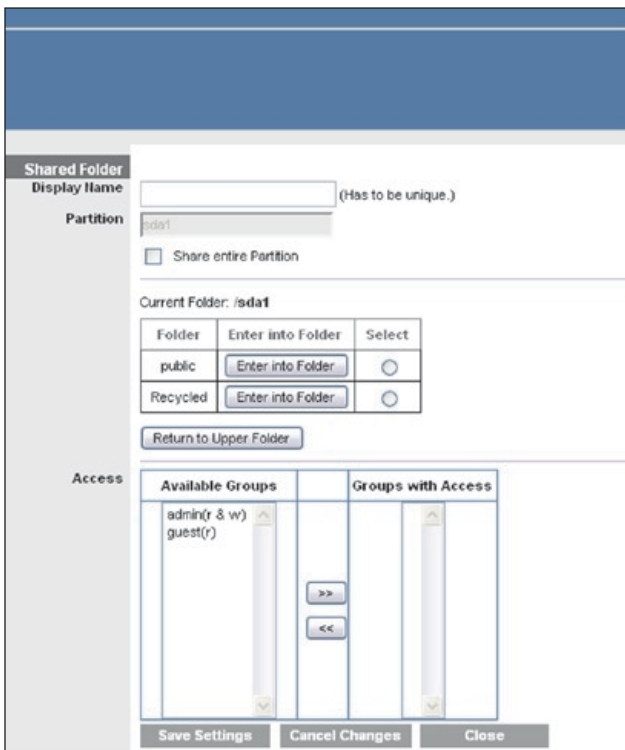 Shared Folder
Display Name (Has to be unique.)
Partition sda1
Share entire Partition
Current Folder: /sda1
Folder Enter into Folder Select
public Enter into Folder
Recycled Enter into Folder
Return to Upper Folder
Access Available Groups Groups with Access
admin(r & w)
guest(r)
>>
<<
Save Settings Cancel Changes Close